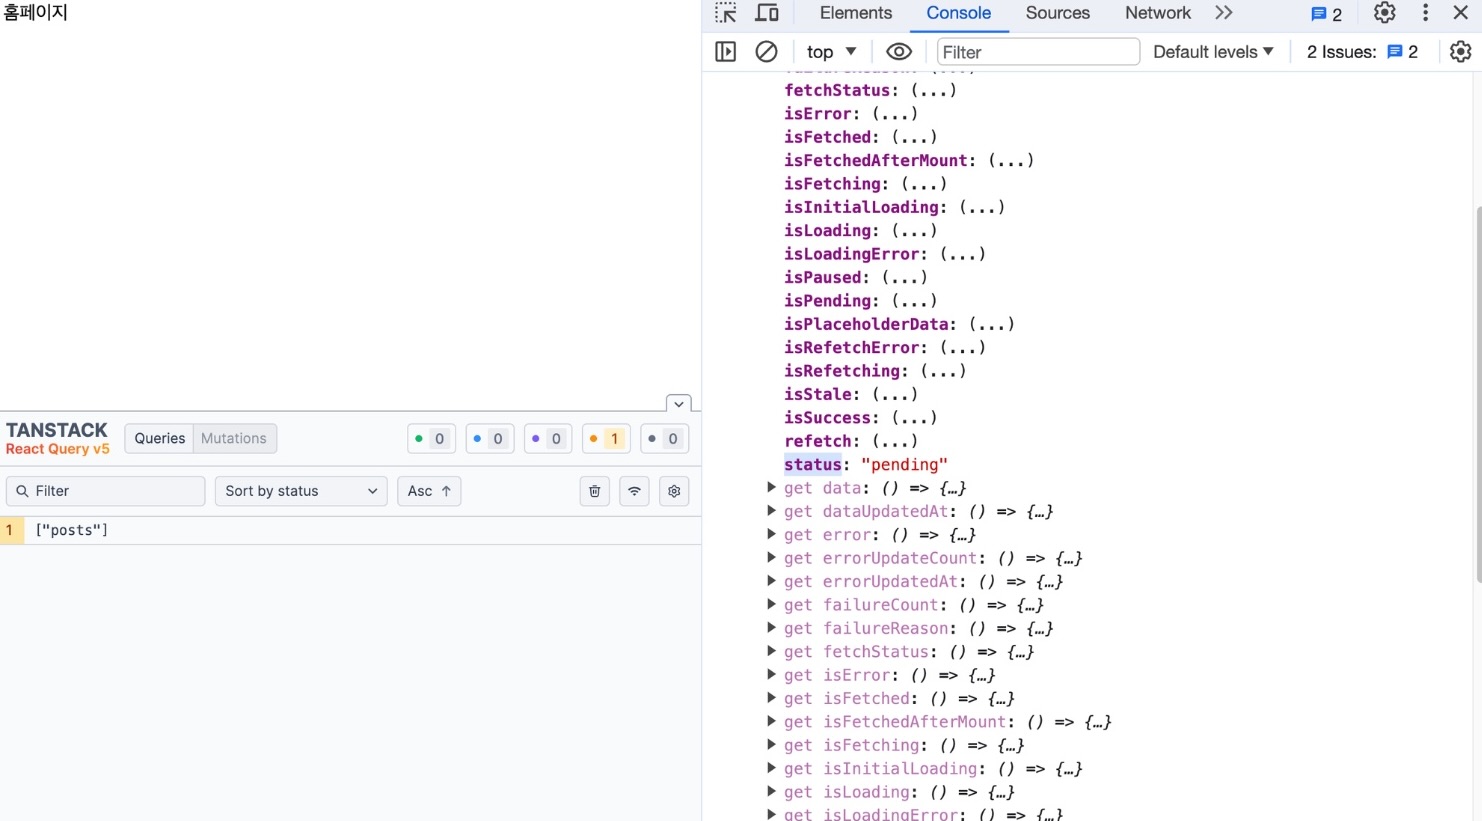 홈페이지
TANSTACK
React Query v5
Queries
Mutations
0
0
0
1
0
Filter
Sort by status
Asc ↑
1
["posts"]
Elements
Console
Sources
Network
2
top
Filter
Default levels
2 Issues:
2
fetchStatus: (...)
isError: (...)
isFetched: (...)
isFetchedAfterMount: (...)
isFetching: (...)
isInitialLoading: (...)
isLoading: (...)
isLoadingError: (...)
isPaused: (...)
isPending: (...)
isPlaceholderData: (...)
isRefetchError: (...)
isRefetching: (...)
isStale: (...)
isSuccess: (...)
refetch: (...)
status: "pending"
get data: () => {…}
get dataUpdatedAt: () => {…}
get error: () => {…}
get errorUpdateCount: () => {…}
get errorUpdatedAt: () => {…}
get failureCount: () => {…}
get failureReason: () => {…}
get fetchStatus: () => {…}
get isError: () => {…}
get isFetched: () => {…}
get isFetchedAfterMount: () => {…}
get isFetching: () => {…}
get isInitialLoading: () => {…}
get isLoading: () => {…}
get isLoadingError: () => {…}